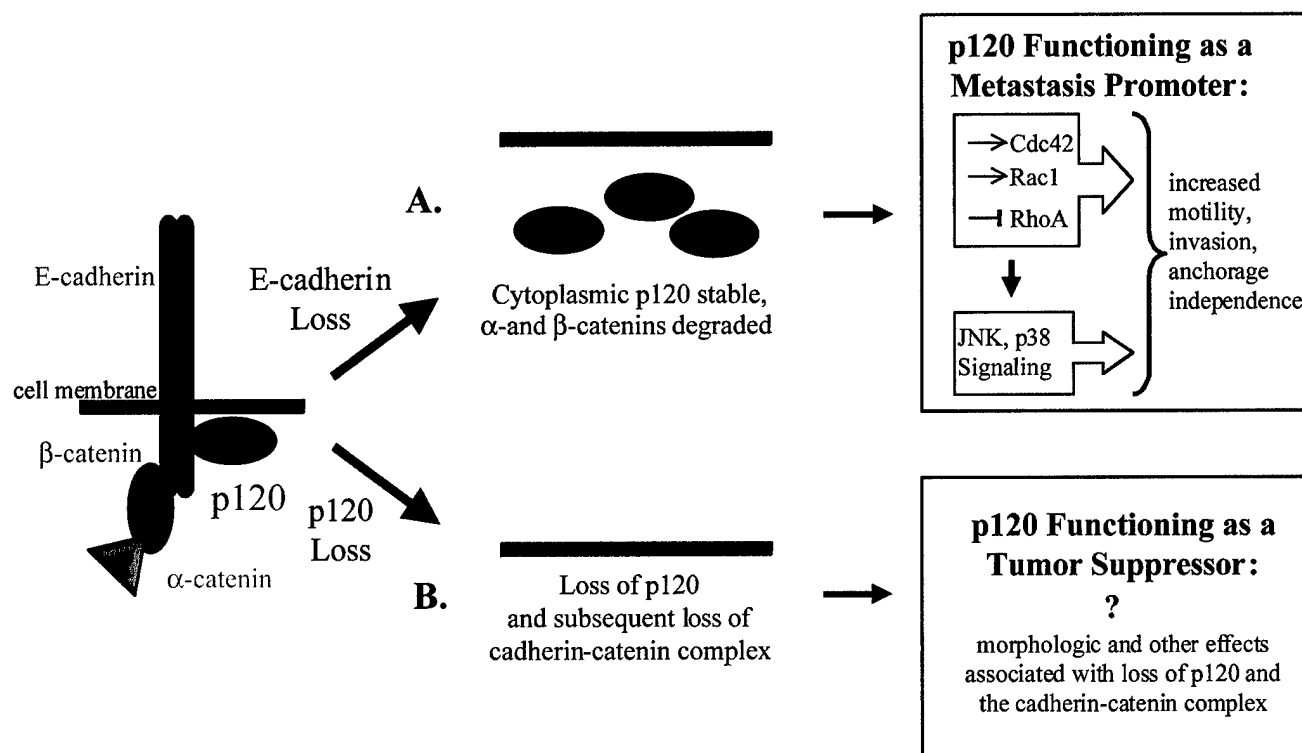 E-cadherin
cell membrane
β-catenin
p120
α-catenin
E-cadherin
Loss
p120
Loss
A.
Cytoplasmic p120 stable,
α-and β-catenins degraded
B.
Loss of p120
and subsequent loss of
cadherin-catenin complex
p120 Functioning as a
Metastasis Promoter:
Cdc42
Rac1
RhoA
JNK, p38
Signaling
increased
motility,
invasion,
anchorage
independence
p120 Functioning as a
Tumor Suppressor:
?
morphologic and other effects
associated with loss of p120 and
the cadherin-catenin complex